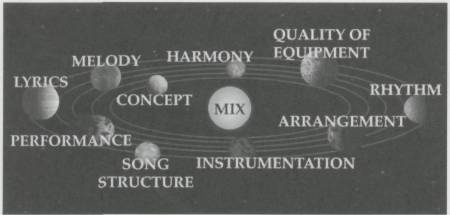 QUALITY OF
EQUIPMENT
HARMONY
MELODY
LYRICS
CONCEPT
RHYTHM
MIX
ARRANGEMENT
PERFORMANCE
SONG
STRUCTURE
INSTRUMENTATION